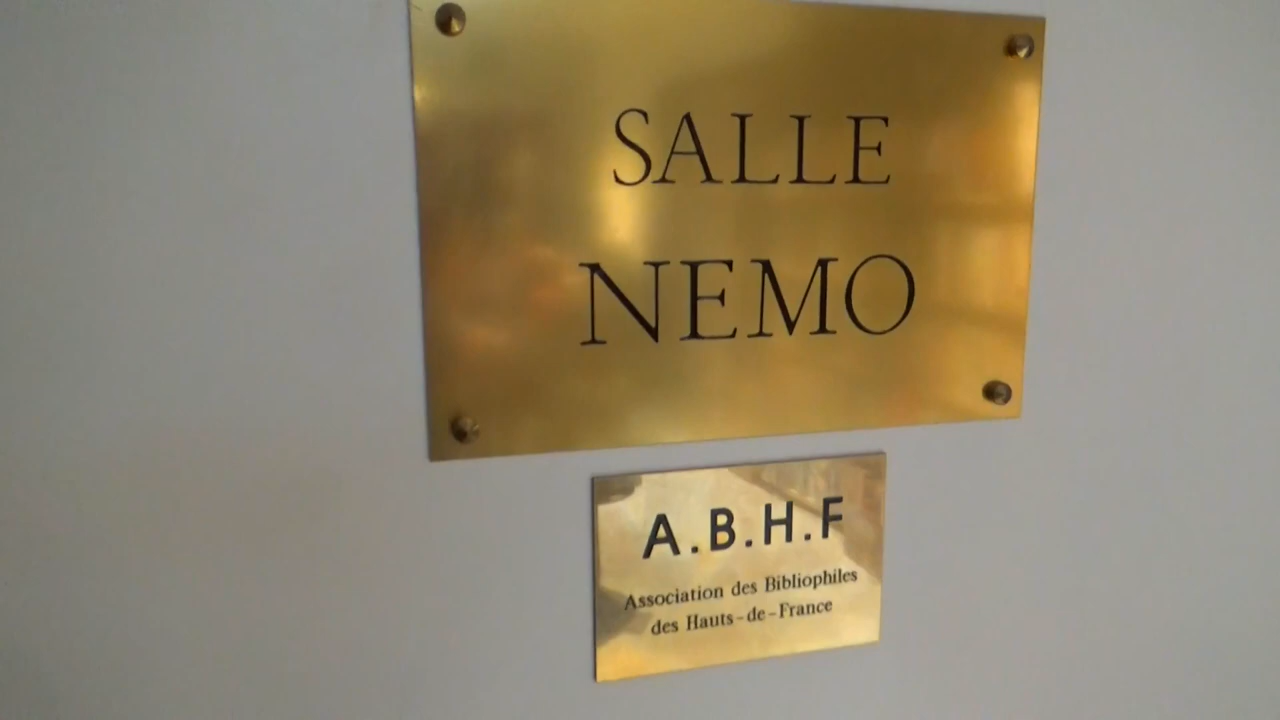 SALLE
NEMO
A.B.H.F
Association des Bibliophiles
des Hauts-de-France